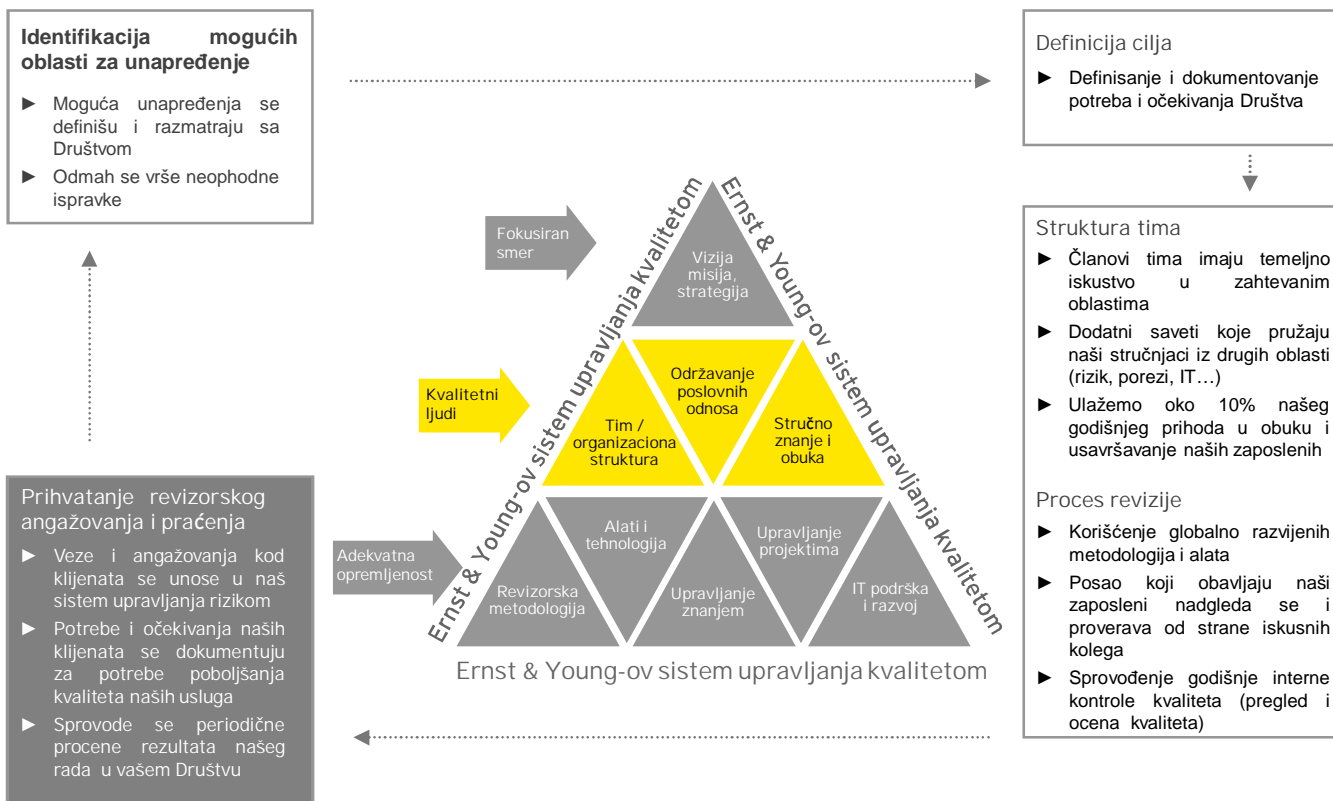 Identifikacija mogućih
oblasti za unapređenje
► Moguća unapređenja se
definišu i razmatraju sa
Društvom
► Odmah se vrše neophodne
ispravke
Definicija cilja
► Definisanje i dokumentovanje
potreba i očekivanja Društva
Struktura tima
► Članovi tima imaju temeljno
iskustvo u zahtevanim
oblastima
► Dodatni saveti koje pružaju
naši stručnjaci iz drugih oblasti
(rizik, porezi, IT…)
► Ulažemo oko 10% našeg
godišnjeg prihoda u obuku i
usavršavanje naših zaposlenih
Proces revizije
► Korišćenje globalno razvijenih
metodologija i alata
► Posao koji obavljaju naši
zaposleni nadgleda se i
proverava od strane iskusnih
kolega
► Sprovođenje godišnje interne
kontrole kvaliteta (pregled i
ocena kvaliteta)
Fokusiran
smer
Kvalitetni
ljudi
Adekvatna
opremljenost
Ernst & Young-ov sistem upravljanja kvalitetom
Ernst & Young-ov sistem upravljanja kvalitetom
Vizija
misija,
strategija
Tim /
organizaciona
struktura
Održavanje
poslovnih
odnosa
Stručno
znanje i
obuka
Revizorska
metodologija
Alati i
tehnologija
Upravljanje
znanjem
Upravljanje
projektima
IT podrška
i razvoj
Ernst & Young-ov sistem upravljanja kvalitetom
Prihvatanje revizorskog
angažovanja i praćenja
► Veze i angažovanja kod
klijenata se unose u naš
sistem upravljanja rizikom
► Potrebe i očekivanja naših
klijenata se dokumentuju
za potrebe poboljšanja
kvaliteta naših usluga
► Sprovode se periodične
procene rezultata našeg
rada u vašem Društvu